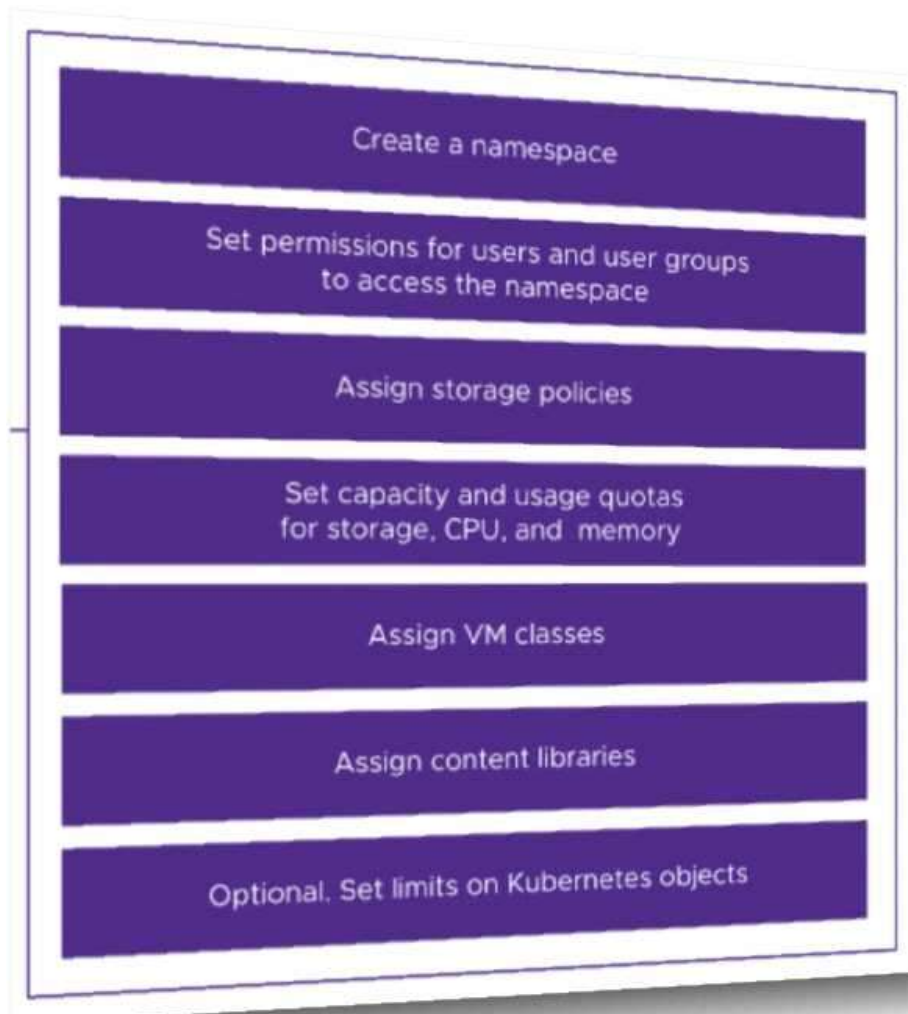 Create a namespace
Set permissions for users and user groups
to access the namespace
Assign storage policies
Set capacity and usage quotas
for storage, CPU, and memory
Assign VM classes
Assign content libraries
Optional. Set limits on Kubernetes objects